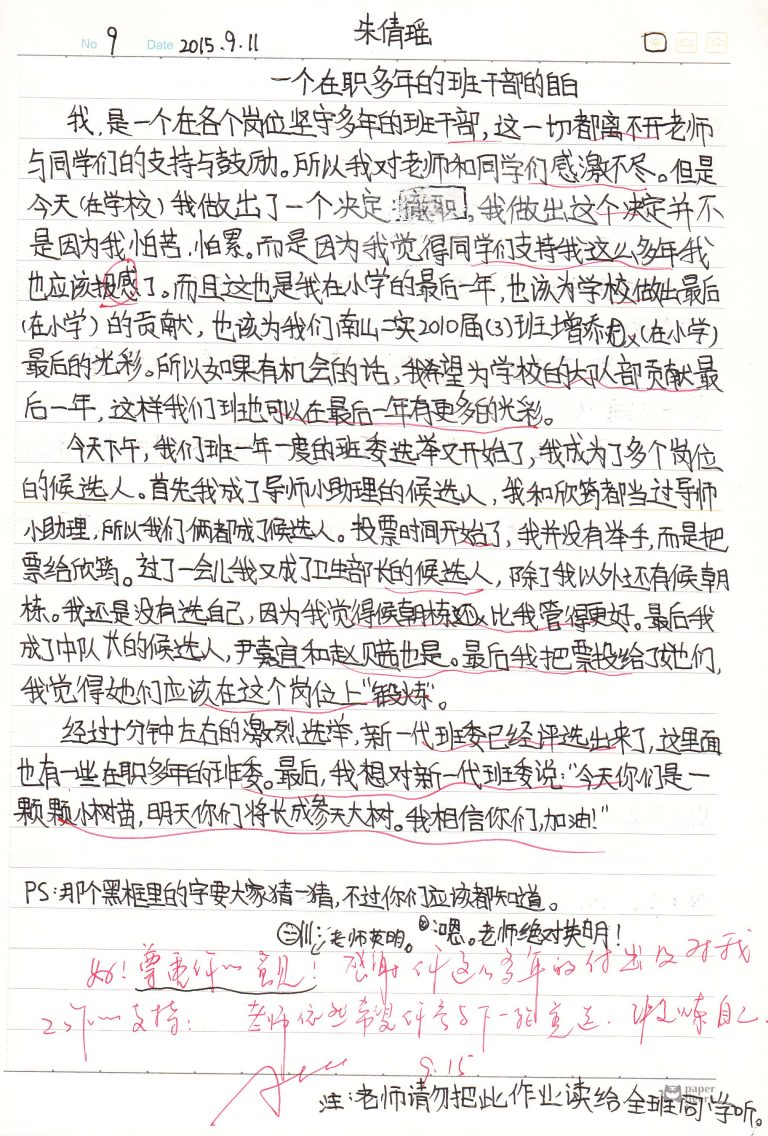 朱倩瑶
No 9 Date 2015.9.11
一个在职多年的班干部的自白
我,是一个在各个岗位坚守多年的班干部,这一切都离不开老师
与同学们的支持与鼓励。所以我对老师和同学们感激不尽。但是
今天(在学校)我做出了一个决定:撤职。我做出这个决定并不
是因为我怕苦,怕累。而是因为我觉得同学们支持我这么多年我
也应该报感了。而且这也是我在小学的最后一年,也该为学校做出最后
(在小学)的贡献,也该为我们南山二实2010届(3)班增添(在小学)
最后的光彩。所以如果有机会的话,我希望为学校的大队部贡献最
后一年,这样我们班也可以在最后一年有更多的光彩。
今天下午,我们班一年一度的班委选举又开始了,我成为了多个岗位
的候选人。首先我成了导师小助理的候选人,我和欣筠都当过导师
小助理,所以我们俩都成了候选人。投票时间开始了,我并没有举手,而是把
票给欣筠。过了一会儿我又成了卫生部长的候选人,除了我以外还有候朝
栋。我还是没有选自己,因为我觉得候朝栋比我管得更好。最后我
成了中队长的候选人,尹嘉宜和赵贝茜也是。最后我把票投给了她们,
我觉得她们应该在这个岗位上“锻炼”。
经过十分钟左右的激烈选举,新一代班委已经评选出来了,这里面
也有一些在职多年的班委。最后,我想对新一代班委说:“今天你们是一
颗颗小树苗,明天你们将长成参天大树。我相信你们,加油!”
PS:那个黑框里的字要大家猜一猜,不过你们应该都知道。
老师英明。 :嗯。老师绝对英明!
好!尊重你的意见!感谢你这么多年的付出及对我
工作的支持! 老师依然希望你参与下一轮竞选,锻炼自己.
9.15
paper
注:老师请勿把此作业读给全班同学听。